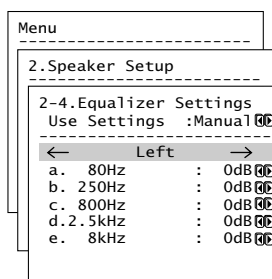 Menu
2.Speaker Setup
2-4.Equalizer Settings
Use Settings :Manual
← Left →
a. 80Hz : 0dB
b. 250Hz : 0dB
c. 800Hz : 0dB
d.2.5kHz : 0dB
e. 8kHz : 0dB